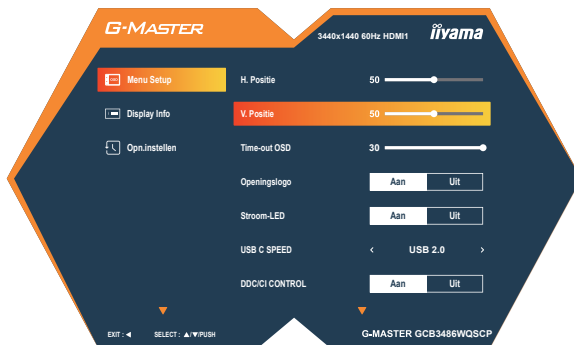 G-MASTER
3440x1440 60Hz HDMI1
iiyama
Menu Setup
Display Info
Opn.instellen
H. Positie 50
V. Positie 50
Time-out OSD 30
Openingslogo Aan Uit
Stroom-LED Aan Uit
USB C SPEED < USB 2.0 >
DDC/CI CONTROL Aan Uit
▼ ▼
EXIT : ◀ SELECT : ▲/▼/PUSH
G-MASTER GCB3486WQSCP